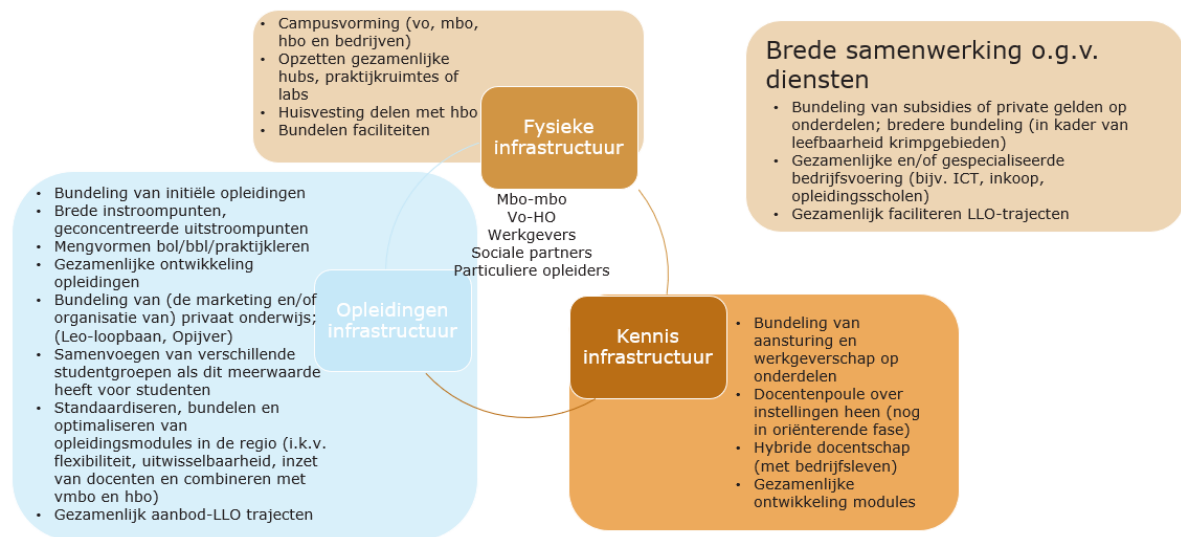 • Campusvorming (vo, mbo,
hbo en bedrijven)
• Opzetten gezamenlijke
hubs, praktijkruimtes of
labs
• Huisvesting delen met hbo
• Bundelen faciliteiten
Fysieke
infrastructuur
Brede samenwerking o.g.v.
diensten
• Bundeling van subsidies of private gelden op
onderdelen; bredere bundeling (in kader van
leefbaarheid krimpgebieden)
• Gezamenlijke en/of gespecialiseerde
bedrijfsvoering (bijv. ICT, inkoop,
opleidingsscholen)
• Gezamenlijk faciliteren LLO-trajecten
Mbo-mbo
Vo-HO
Werkgevers
Sociale partners
Particuliere opleiders
• Bundeling van initiële opleidingen
• Brede instroompunten,
geconcentreerde uitstroompunten
• Mengvormen bol/bbl/praktijkleren
• Gezamenlijke ontwikkeling
opleidingen
• Bundeling van (de marketing en/of
organisatie van) privaat onderwijs;
(Leo-loopbaan, Opijver)
• Samenvoegen van verschillende
studentgroepen als dit meerwaarde
heeft voor studenten
• Standaardiseren, bundelen en
optimaliseren van
opleidingsmodules in de regio (i.k.v.
flexibiliteit, uitwisselbaarheid, inzet
van docenten en combineren met
vmbo en hbo)
• Gezamenlijk aanbod-LLO trajecten
Opleidingen
infrastructuur
Kennis
infrastructuur
• Bundeling van
aansturing en
werkgeverschap op
onderdelen
• Docentenpoule over
instellingen heen (nog
in oriënterende fase)
• Hybride docentschap
(met bedrijfsleven)
• Gezamenlijke
ontwikkeling modules